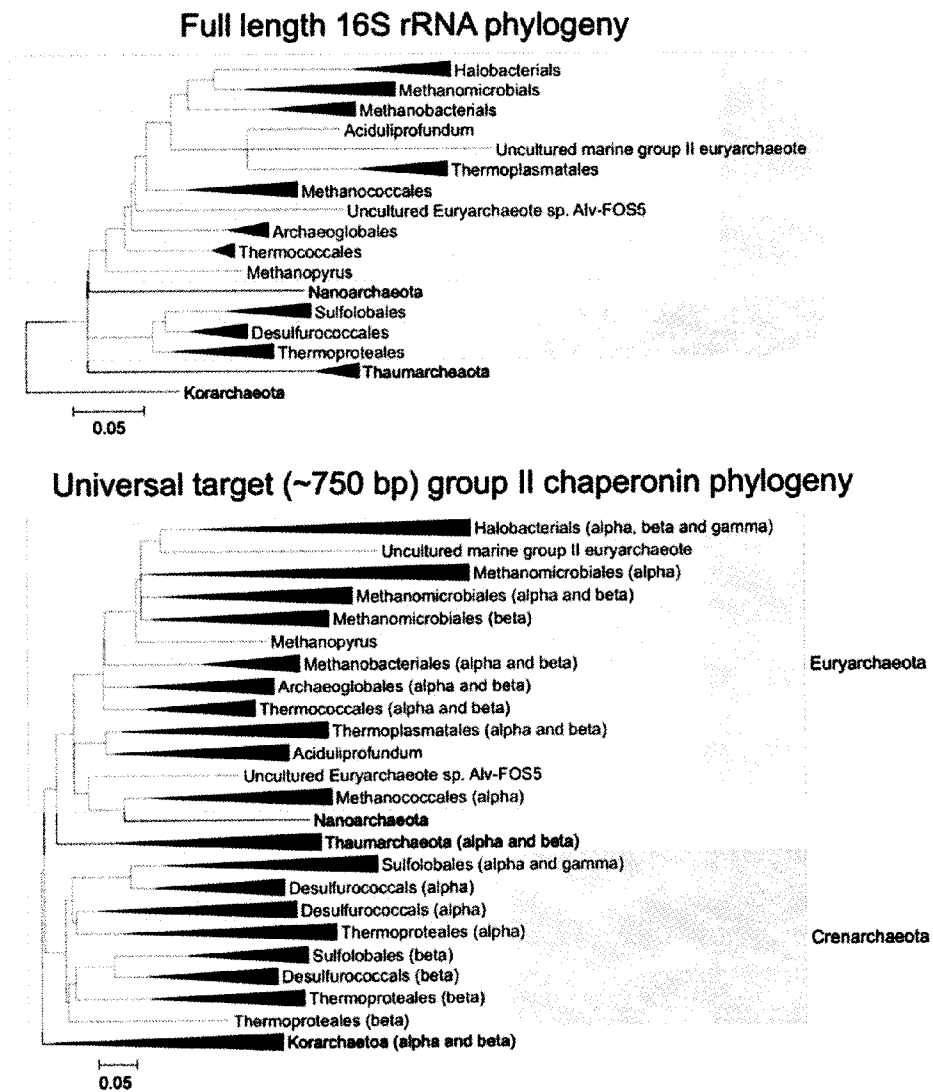 Full length 16S rRNA phylogeny
Halobacterials
Methanomicrobials
Methanobacterials
Aciduliprofundum
Uncultured marine group II euryarchaeote
Thermoplasmatales
Methanococcales
Uncultured Euryarchaeote sp. Alv-FOS5
Archaeoglobales
Thermococcales
Methanopyrus
Nanoarchaeota
Sulfolobales
Desulfurococcales
Thermoproteales
Thaumarcheaota
Korarchaeota
0.05
Universal target (~750 bp) group II chaperonin phylogeny
Halobacterials (alpha, beta and gamma)
Uncultured marine group II euryarchaeote
Methanomicrobiales (alpha)
Methanomicrobiales (alpha and beta)
Methanomicrobiales (beta)
Methanopyrus
Methanobacteriales (alpha and beta)
Euryarchaeota
Archaeoglobales (alpha and beta)
Thermococcales (alpha and beta)
Thermoplasmatales (alpha and beta)
Aciduliprofundum
Uncultured Euryarchaeote sp. Alv-FOS5
Methanococcales (alpha)
Nanoarchaeota
Thaumarchaeota (alpha and beta)
Sulfolobales (alpha and gamma)
Desulfurococcals (alpha)
Desulfurococcals (alpha)
Thermoproteales (alpha)
Crenarchaeota
Sulfolobales (beta)
Desulfurococcals (beta)
Thermoproteales (beta)
Thermoproteales (beta)
Korarchaetoa (alpha and beta)
0.05